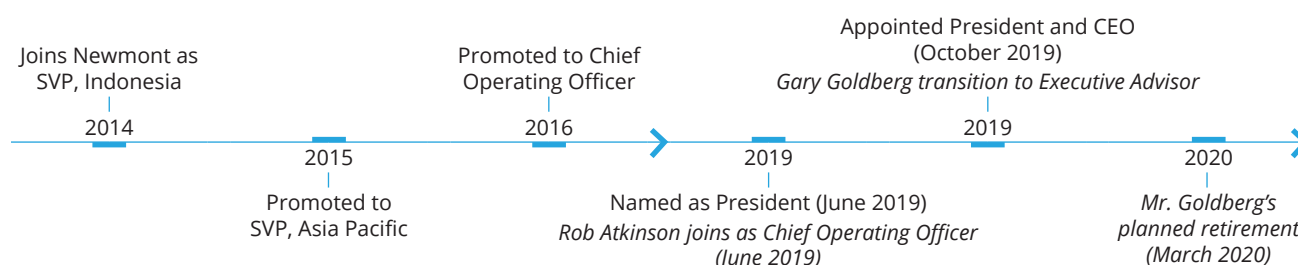 Joins Newmont as
SVP, Indonesia
2014
2015
Promoted to
SVP, Asia Pacific
Promoted to Chief
Operating Officer
2016
2019
Named as President (June 2019)
Rob Atkinson joins as Chief Operating Officer
(June 2019)
Appointed President and CEO
(October 2019)
Gary Goldberg transition to Executive Advisor
2019
2020
Mr. Goldberg's
planned retirement
(March 2020)